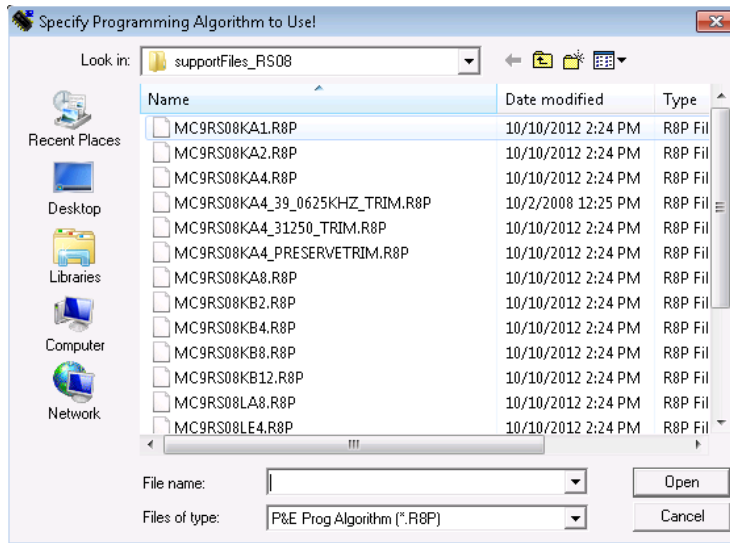 Specify Programming Algorithm to Use!
Look in: supportFiles_RS08
Name Date modified Type
Recent Places
Desktop
Libraries
Computer
Network
MC9RS08KA1.R8P 10/10/2012 2:24 PM R8P Fil
MC9RS08KA2.R8P 10/10/2012 2:24 PM R8P Fil
MC9RS08KA4.R8P 10/10/2012 2:24 PM R8P Fil
MC9RS08KA4_39_0625KHZ_TRIM.R8P 10/2/2008 12:25 PM R8P Fil
MC9RS08KA4_31250_TRIM.R8P 10/10/2012 2:24 PM R8P Fil
MC9RS08KA4_PRESERVETRIM.R8P 10/10/2012 2:24 PM R8P Fil
MC9RS08KA8.R8P 10/10/2012 2:24 PM R8P Fil
MC9RS08KB2.R8P 10/10/2012 2:24 PM R8P Fil
MC9RS08KB4.R8P 10/10/2012 2:24 PM R8P Fil
MC9RS08KB8.R8P 10/10/2012 2:24 PM R8P Fil
MC9RS08KB12.R8P 10/10/2012 2:24 PM R8P Fil
MC9RS08LA8.R8P 10/10/2012 2:24 PM R8P Fil
MC9RS08LE4.R8P 10/10/2012 2:24 PM R8P Fil
File name: Open
Files of type: P&E Prog Algorithm (*.R8P) Cancel